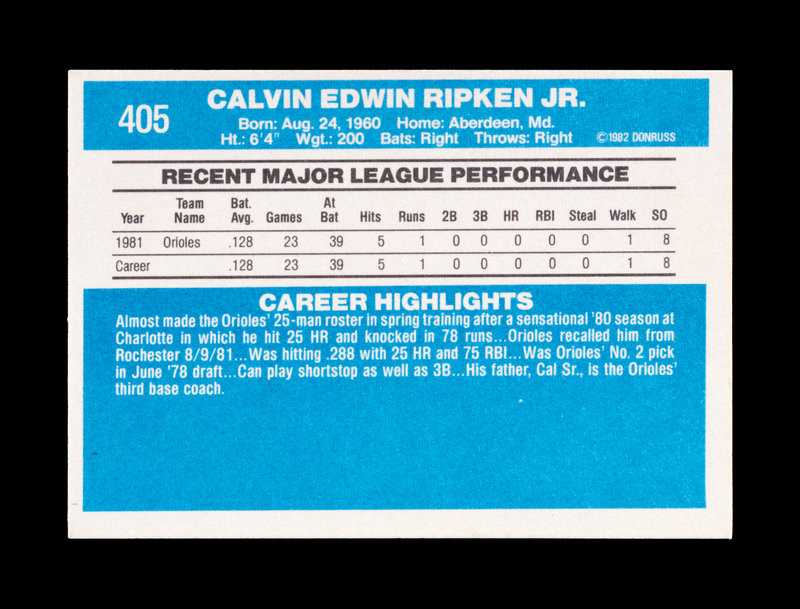 405
CALVIN EDWIN RIPKEN JR.
Born: Aug. 24, 1960 Home: Aberdeen, Md.
Ht.: 6'4" Wgt.: 200 Bats: Right Throws: Right ©1982 DONRUSS
RECENT MAJOR LEAGUE PERFORMANCE
Year Team Name Bat. Avg. Games At Bat Hits Runs 2B 3B HR RBI Steal Walk SO
1981 Orioles .128 23 39 5 1 0 0 0 0 0 1 8
Career .128 23 39 5 1 0 0 0 0 0 1 8
CAREER HIGHLIGHTS
Almost made the Orioles' 25-man roster in spring training after a sensational '80 season at
Charlotte in which he hit 25 HR and knocked in 78 runs...Orioles recalled him from
Rochester 8/9/81...Was hitting .288 with 25 HR and 75 RBI...Was Orioles' No. 2 pick
in June '78 draft...Can play shortstop as well as 3B...His father, Cal Sr., is the Orioles'
third base coach.